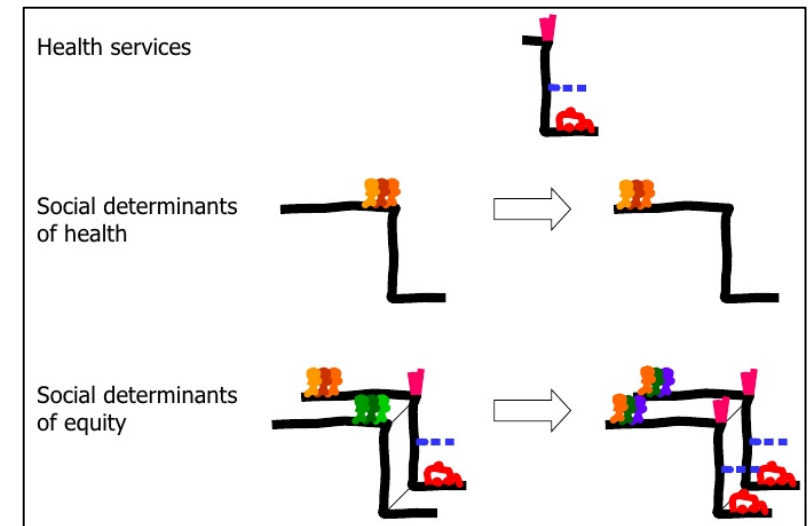 Health services
Social determinants
of health
Social determinants
of equity